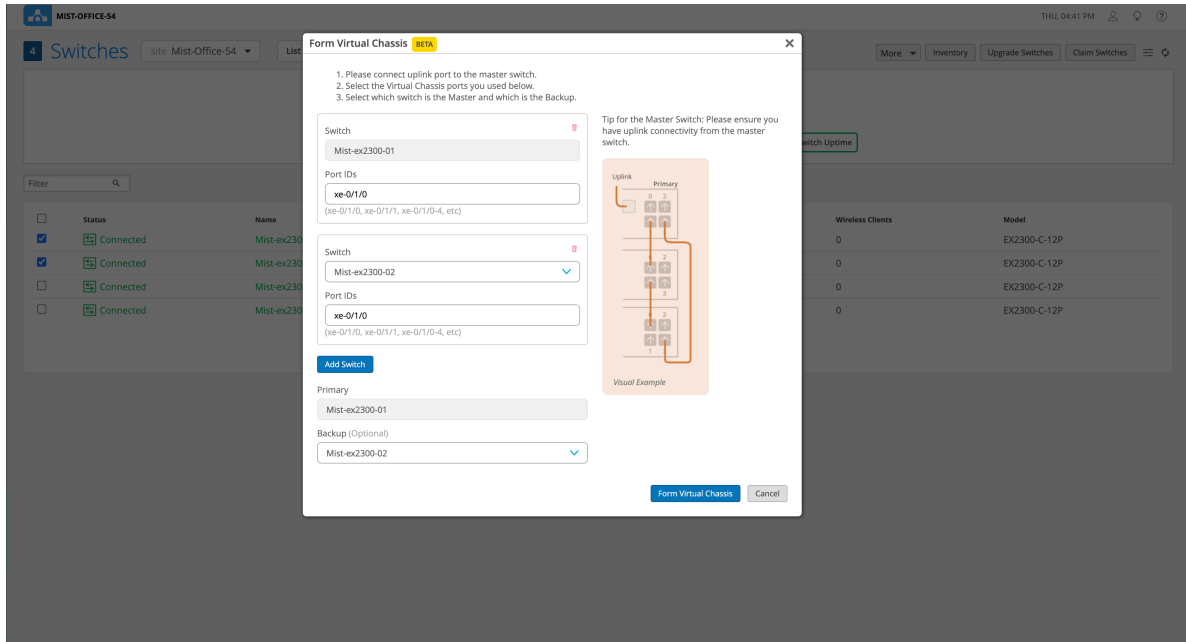 MIST-OFFICE-54
THU, 04:41 PM
4 Switches site Mist-Office-54 List
More Inventory Upgrade Switches Claim Switches
Form Virtual Chassis BETA
1. Please connect uplink port to the master switch.
2. Select the Virtual Chassis ports you used below.
3. Select which switch is the Master and which is the Backup.
Switch
Mist-ex2300-01
Port IDs
xe-0/1/0
(xe-0/1/0, xe-0/1/1, xe-0/1/0-4, etc)
Switch
Mist-ex2300-02
Port IDs
xe-0/1/0
(xe-0/1/0, xe-0/1/1, xe-0/1/0-4, etc)
Add Switch
Primary
Mist-ex2300-01
Backup (Optional)
Mist-ex2300-02
Tip for the Master Switch: Please ensure you
have uplink connectivity from the master
switch.
Uplink
Primary
0 2
2
3
2
1
Visual Example
Form Virtual Chassis Cancel
witch Uptime
Filter
Status Name Wireless Clients Model
Connected Mist-ex230 0 EX2300-C-12P
Connected Mist-ex230 0 EX2300-C-12P
Connected Mist-ex230 0 EX2300-C-12P
Connected Mist-ex230 0 EX2300-C-12P